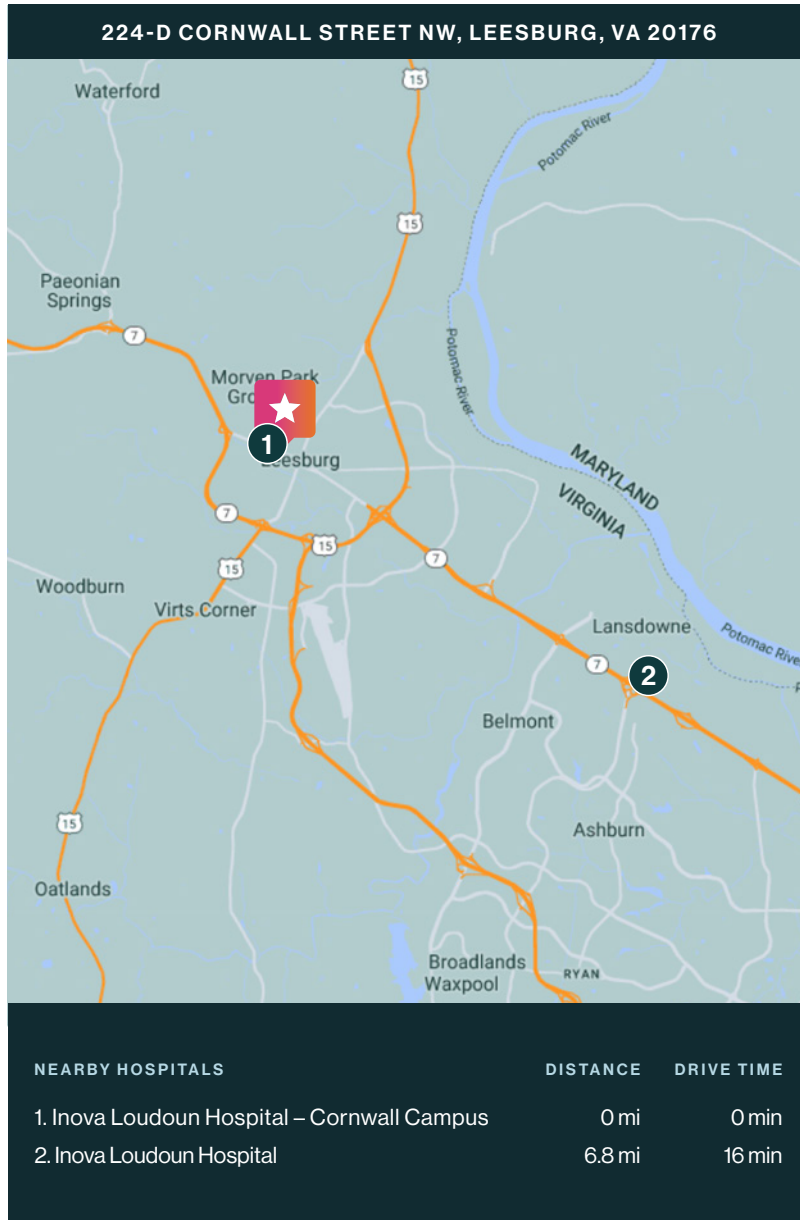 224-D CORNWALL STREET NW, LEESBURG, VA 20176
15
Waterford
Potomac River
15
Paeonian
Springs
7
Potomac River
Morven Park
1
Leesburg
MARYLAND
VIRGINIA
7
15
7
15
Woodburn
Virts Corner
Lansdowne
Potomac Rive
7
2
Belmont
15
Ashburn
Oatlands
Broadlands
RYAN
Waxpool
NEARBY HOSPITALS DISTANCE DRIVE TIME
1. Inova Loudoun Hospital – Cornwall Campus 0 mi 0 min
2. Inova Loudoun Hospital 6.8 mi 16 min